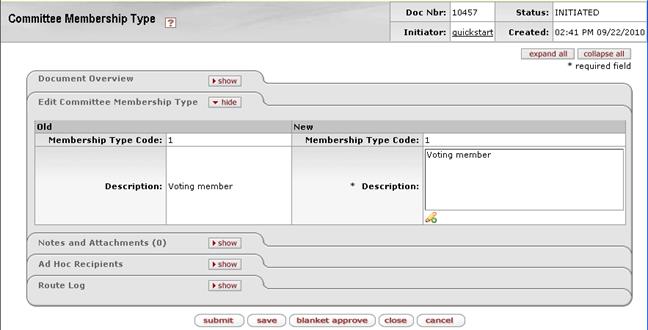 Committee Membership Type ?
Doc Nbr: 10457 Status: INITIATED
Initiator: quickstart Created: 02:41 PM 09/22/2010
expand all collapse all
* required field
Document Overview show
Edit Committee Membership Type hide
Old New
Membership Type Code: 1 Membership Type Code: 1
Description: Voting member * Description: Voting member
Notes and Attachments (0) show
Ad Hoc Recipients show
Route Log show
submit save blanket approve close cancel